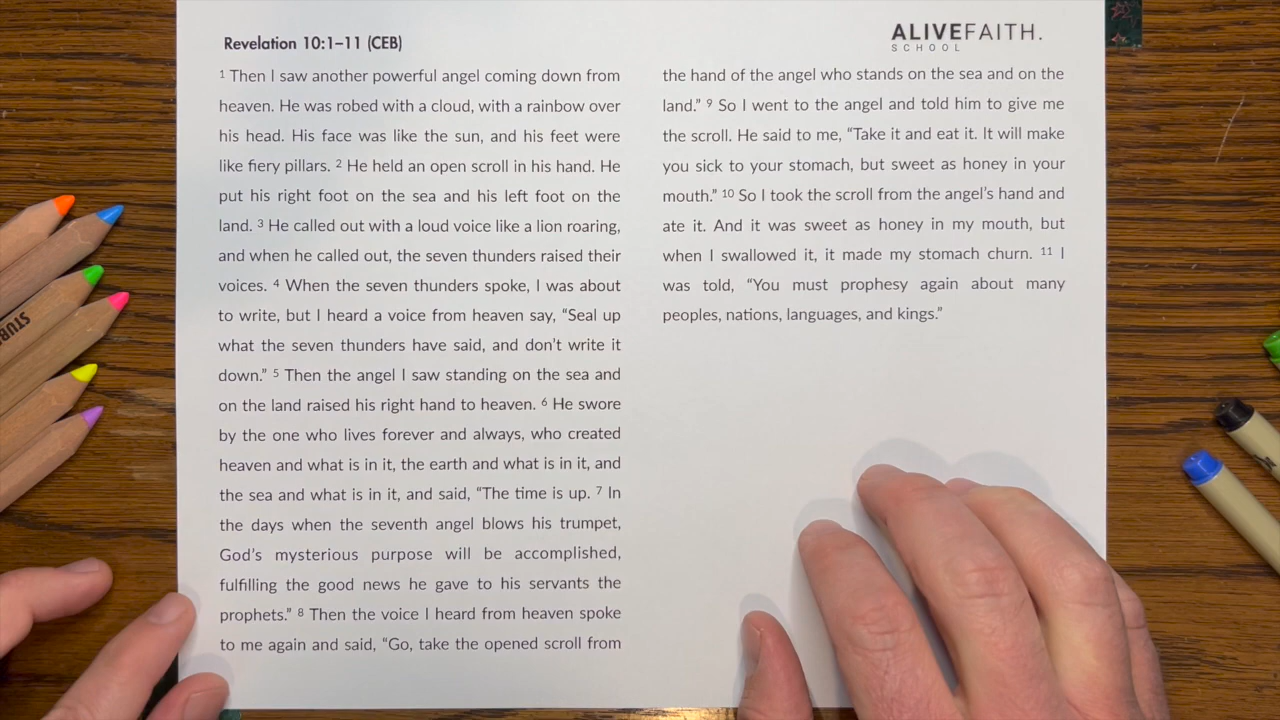 Revelation 10:1–11 (CEB)
ALIVEFAITH.
SCHOOL
1 Then I saw another powerful angel coming down from
heaven. He was robed with a cloud, with a rainbow over
his head. His face was like the sun, and his feet were
like fiery pillars. 2 He held an open scroll in his hand. He
put his right foot on the sea and his left foot on the
land. 3 He called out with a loud voice like a lion roaring,
and when he called out, the seven thunders raised their
voices. 4 When the seven thunders spoke, I was about
to write, but I heard a voice from heaven say, “Seal up
what the seven thunders have said, and don’t write it
down.” 5 Then the angel I saw standing on the sea and
on the land raised his right hand to heaven. 6 He swore
by the one who lives forever and always, who created
heaven and what is in it, the earth and what is in it, and
the sea and what is in it, and said, “The time is up. 7 In
the days when the seventh angel blows his trumpet,
God’s mysterious purpose will be accomplished,
fulfilling the good news he gave to his servants the
prophets.” 8 Then the voice I heard from heaven spoke
to me again and said, “Go, take the opened scroll from
the hand of the angel who stands on the sea and on the
land.” 9 So I went to the angel and told him to give me
the scroll. He said to me, “Take it and eat it. It will make
you sick to your stomach, but sweet as honey in your
mouth.” 10 So I took the scroll from the angel’s hand and
ate it. And it was sweet as honey in my mouth, but
when I swallowed it, it made my stomach churn. 11 I
was told, “You must prophesy again about many
peoples, nations, languages, and kings.”